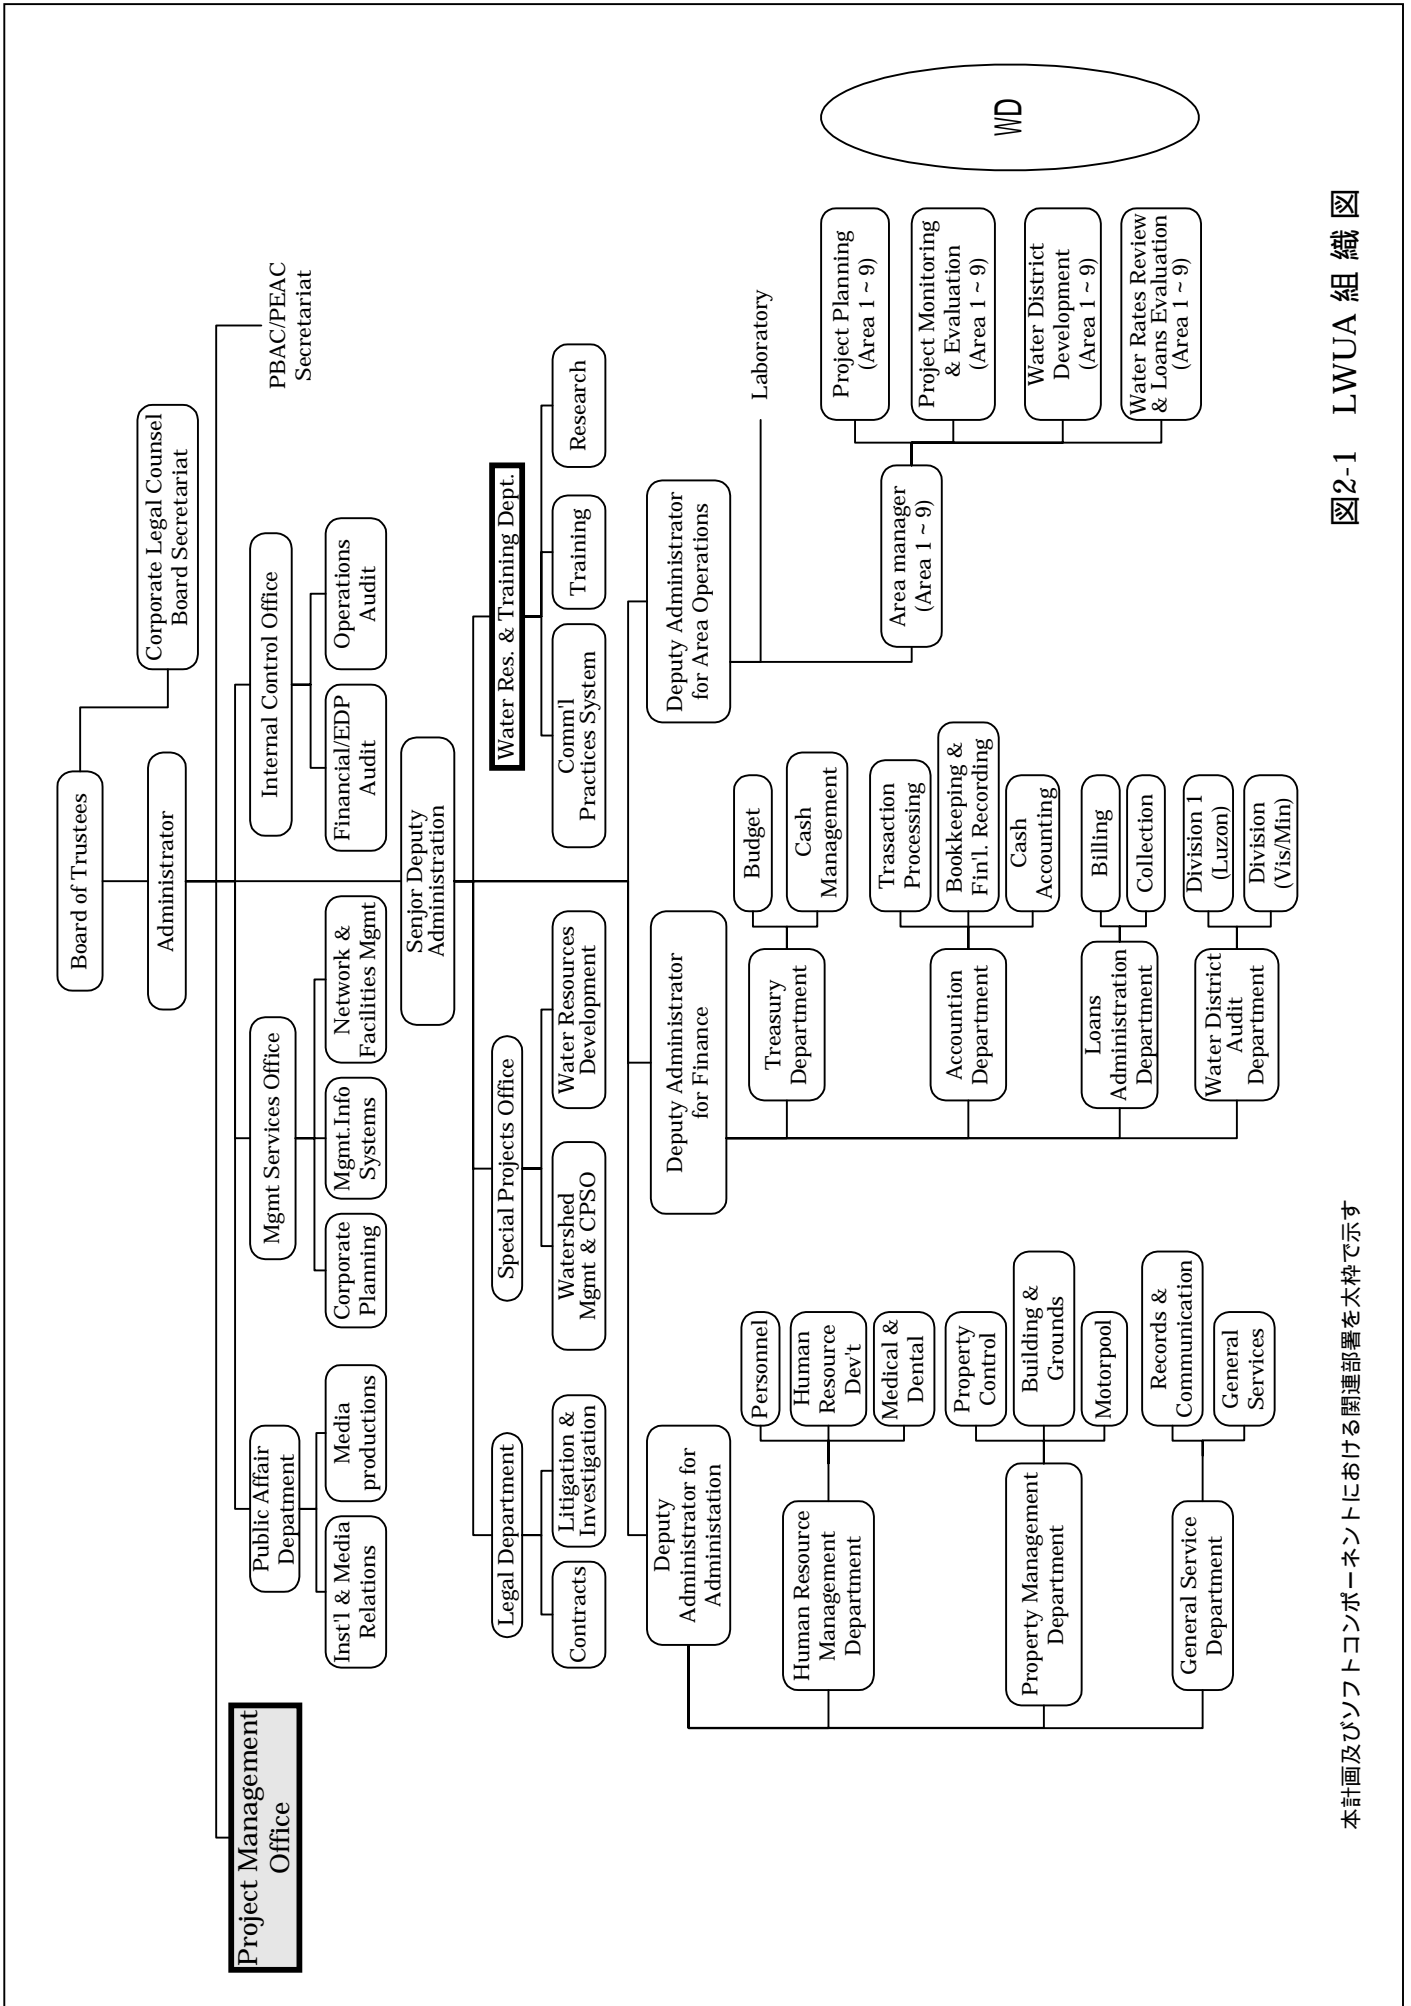 Board of Trustees
Corporate Legal Counsel
Board Secretariat
Administrator
PBAC/PEAC
Secretariat
Project Management
Office
Public Affair
Depatment
Mgmt Services Office
Internal Control Office
Inst'l & Media
Relations
Media
productions
Corporate
Planning
Mgmt.Info
Systems
Network &
Facilities Mgmt
Financial/EDP
Audit
Operations
Audit
Senjor Deputy
Administration
Legal Department
Special Projects Office
Water Res. & Training Dept.
Contracts
Litigation &
Investigation
Watershed
Mgmt & CPSO
Water Resources
Development
Comm'l
Practices System
Training
Research
Deputy
Administrator for
Administation
Deputy Administrator
for Finance
Deputy Administrator
for Area Operations
Human Resource
Management
Department
Personnel
Human
Resource
Dev't
Medical &
Dental
Property Management
Department
Property
Control
Building &
Grounds
Motorpool
General Service
Department
Records &
Communication
General
Services
Treasury
Department
Budget
Cash
Management
Accountion
Department
Trasaction
Processing
Bookkeeping &
Fin'l. Recording
Cash
Accounting
Loans
Administration
Department
Billing
Collection
Water District
Audit
Department
Division 1
(Luzon)
Division
(Vis/Min)
Laboratory
Area manager
(Area 1 ~ 9)
Project Planning
(Area 1 ~ 9)
Project Monitoring
& Evaluation
(Area 1 ~ 9)
Water District
Development
(Area 1 ~ 9)
Water Rates Review
& Loans Evaluation
(Area 1 ~ 9)
WD
本計画及びソフトコンポーネントにおける関連部署を太枠で示す
図2-1 LWUA 組 織 図